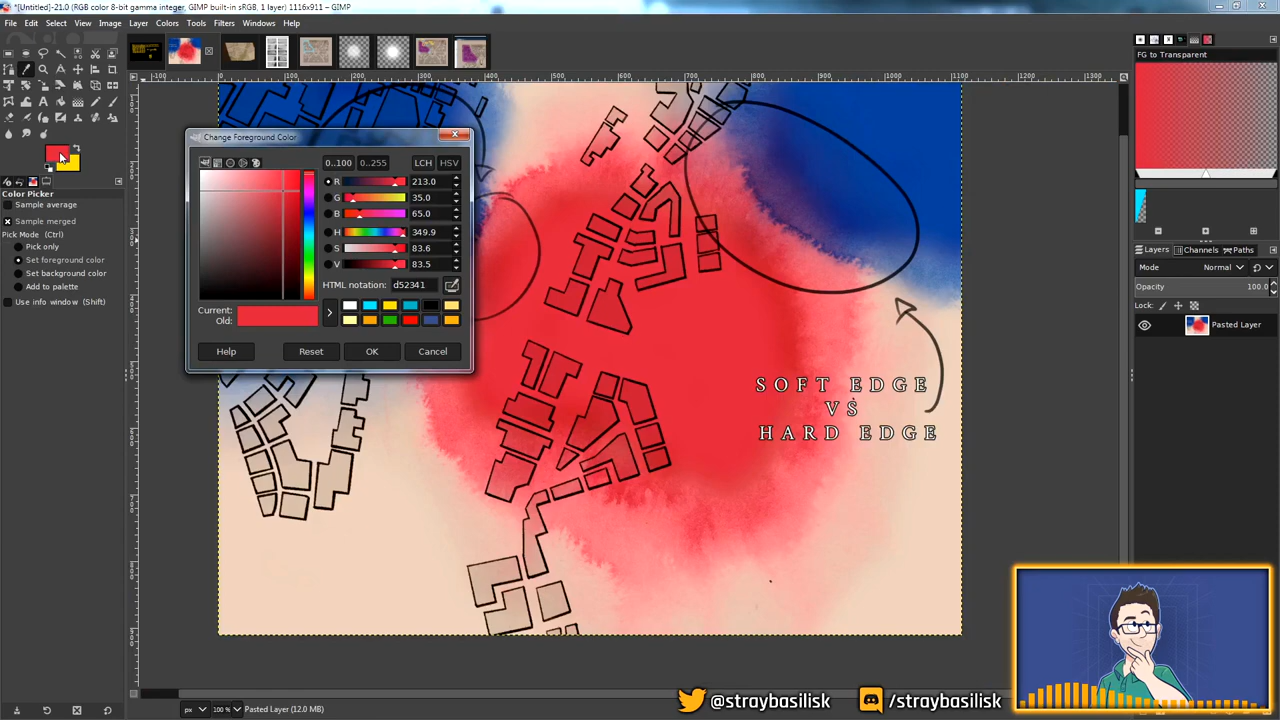 *[Untitled]-21.0 (RGB color 8-bit gamma integer, GIMP built-in sRGB, 1 layer) 1116x911 – GIMP
File Edit Select View Image Layer Colors Tools Filters Windows Help
Change Foreground Color
0..100 0..255 LCH HSV
R 213.0
G 35.0
B 65.0
H 349.9
S 83.6
V 83.5
HTML notation: d52341
Current:
Old:
Help Reset OK Cancel
Color Picker
Sample average
Sample merged
Pick Mode (Ctrl)
Pick only
Set foreground color
Set background color
Add to palette
Use info window (Shift)
SOFT EDGE
VS
HARD EDGE
FG to Transparent
Layers Channels Paths
Mode Normal
Opacity 100.0
Lock:
Pasted Layer
px 100 % Pasted Layer (12.0 MB)
@straybasilisk /straybasilisk